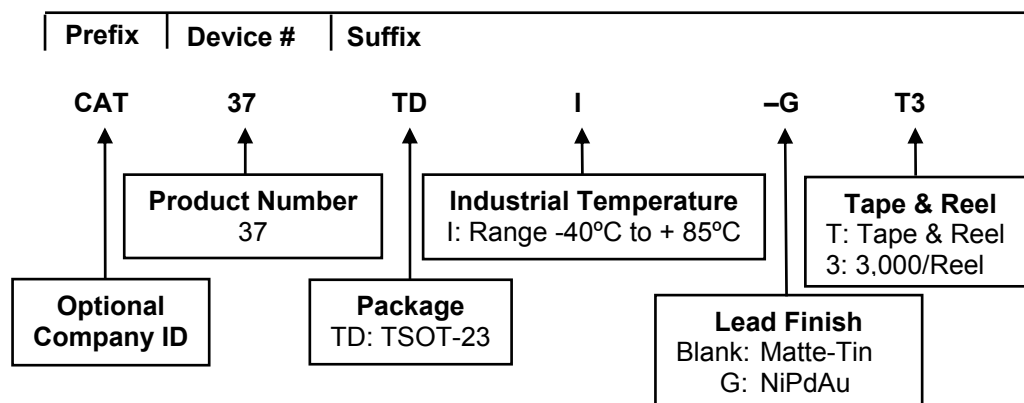 Prefix Device # Suffix
CAT 37 TD I –G T3
Product Number
37
Industrial Temperature
I: Range -40ºC to + 85ºC
Tape & Reel
T: Tape & Reel
3: 3,000/Reel
Optional
Company ID
Package
TD: TSOT-23
Lead Finish
Blank: Matte-Tin
G: NiPdAu